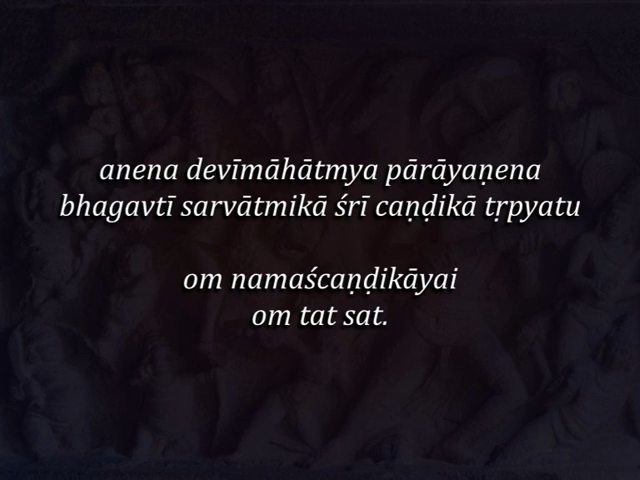 anena devīmāhātmya pārāyaṇena
bhagavtī sarvātmikā śrī caṇḍikā tṛpyatu
om namaścaṇḍikāyai
om tat sat.